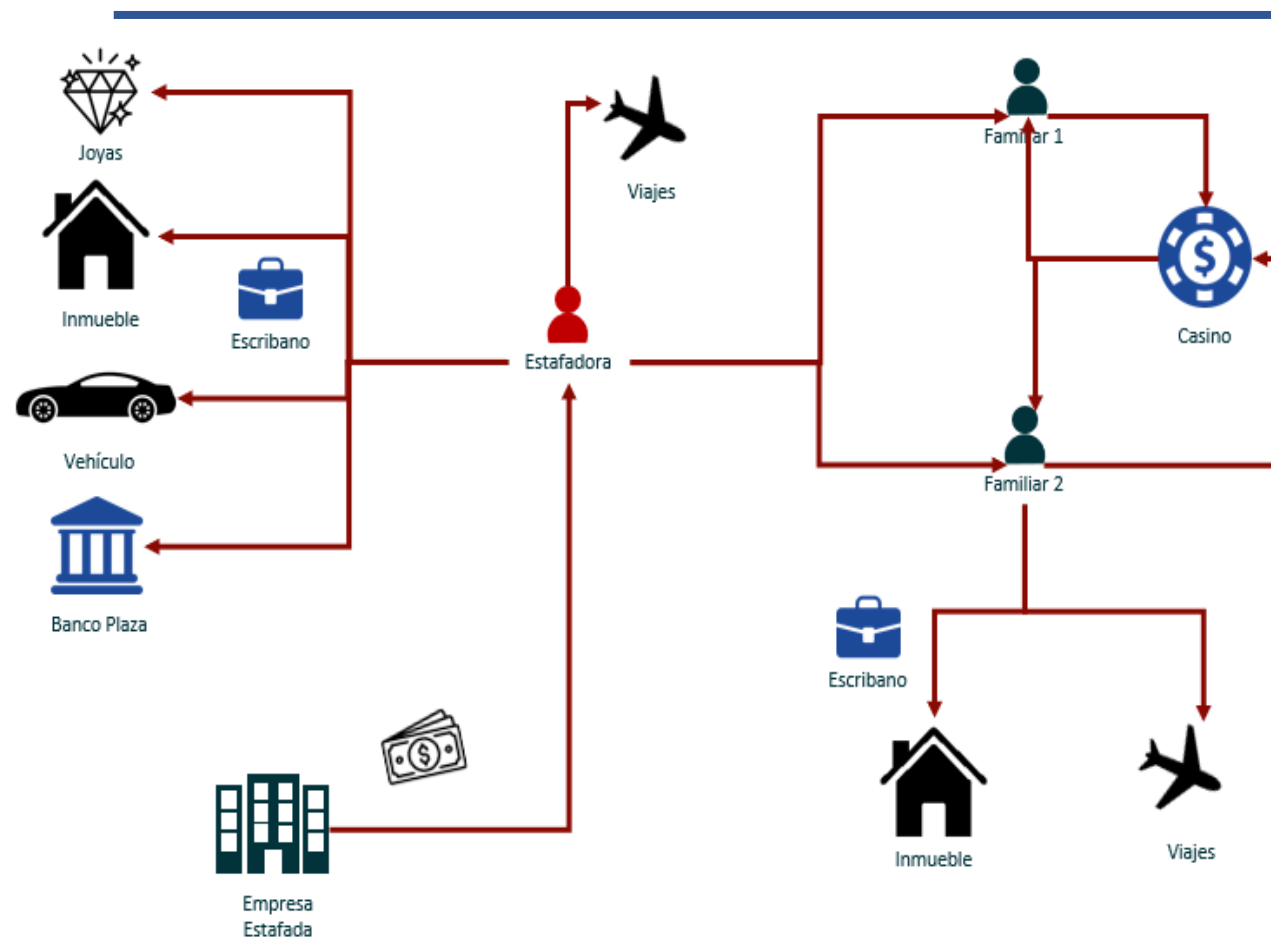 Joyas
Inmueble
Escribano
Vehículo
Banco Plaza
Viajes
Estafadora
Familiar 1
$
Casino
Familiar 2
Escribano
Inmueble
Viajes
$
Empresa
Estafada